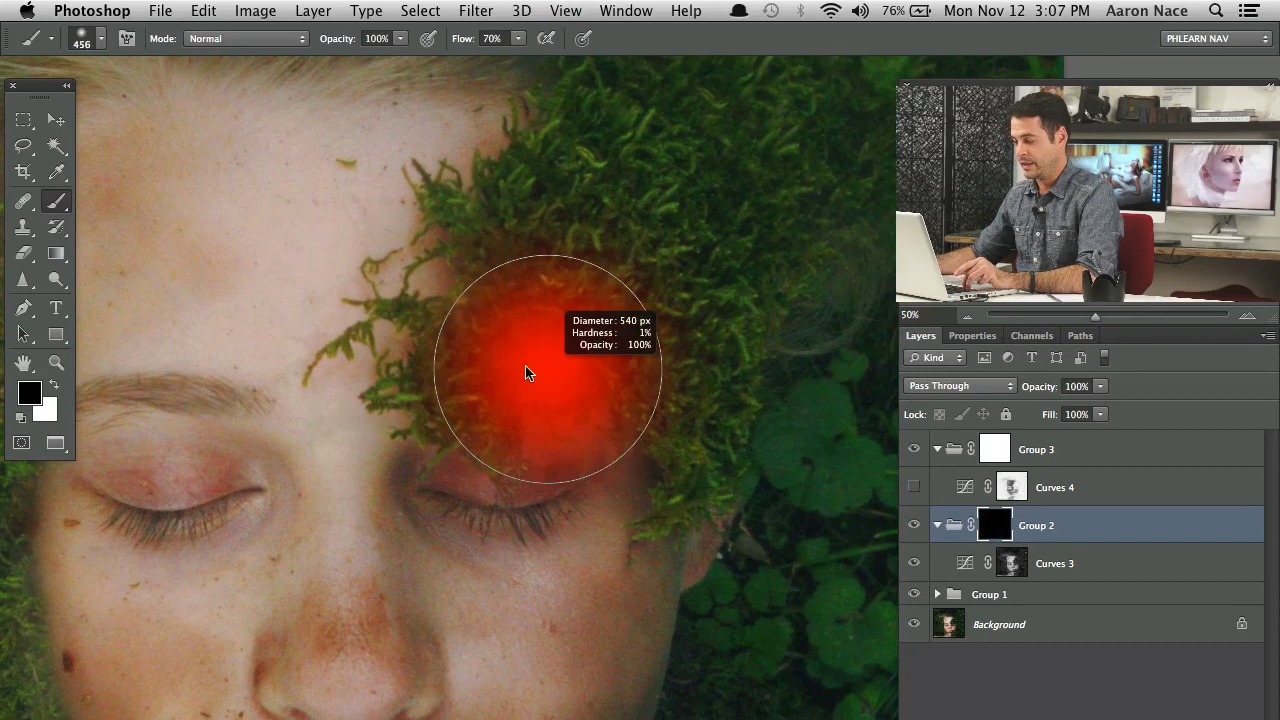 Photoshop File Edit Image Layer Type Select Filter 3D View Window Help 76% Mon Nov 12 3:07 PM Aaron Nace
456 Mode: Normal Opacity: 100% Flow: 70% PHLEARN NAV
Diameter: 540 px
Hardness: 1%
Opacity: 100%
50%
Layers Properties Channels Paths
Kind
Pass Through Opacity: 100%
Lock: Fill: 100%
Group 3
Curves 4
Group 2
Curves 3
Group 1
Background